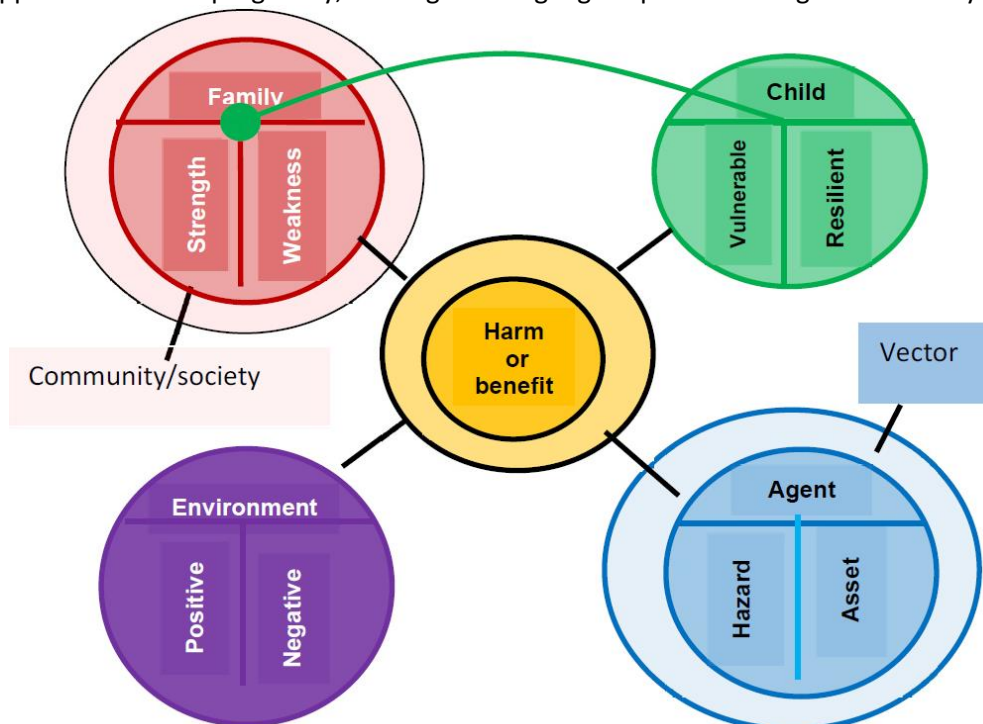 Family
Strength
Weakness
Child
Vulnerable
Resilient
Harm
or
benefit
Community/society
Vector
Environment
Positive
Negative
Agent
Hazard
Asset